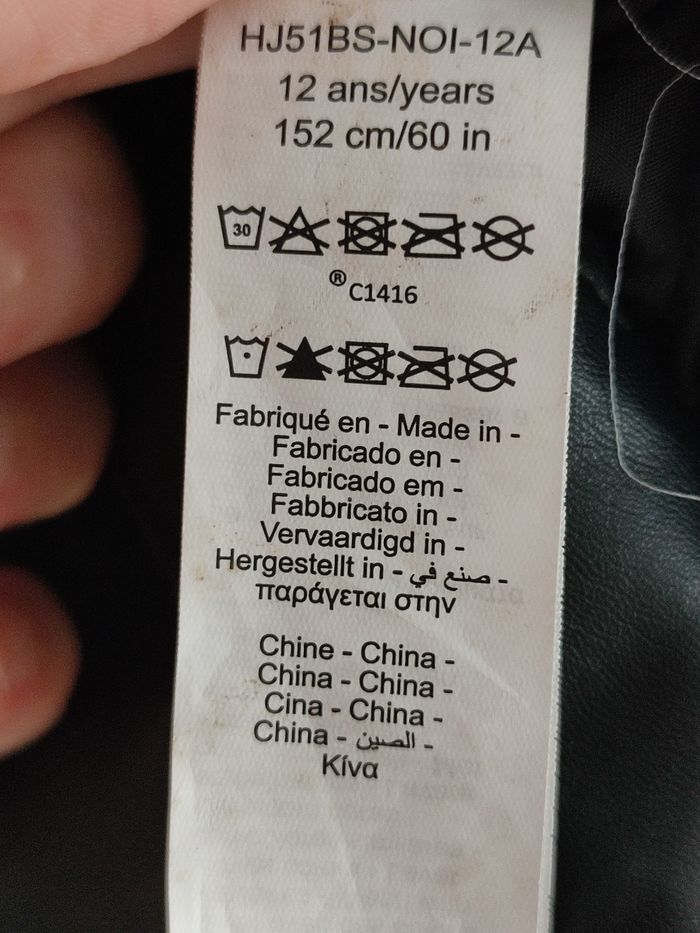 HJ51BS-NOI-12A
12 ans/years
152 cm/60 in
30
® C1416
Fabriqué en - Made in -
Fabricado en -
Fabricado em -
Fabbricato in -
Vervaardigd in -
Hergestellt in - صنع في -
παράγεται στην
Chine - China -
China - China -
Cina - China -
China - الصين -
Κίνα